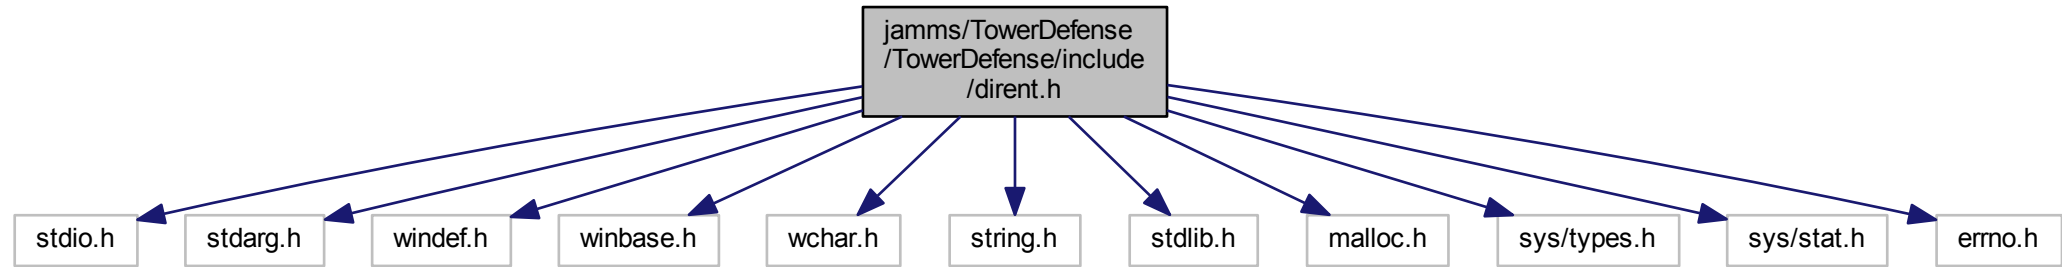 jamms/TowerDefense
/TowerDefense/include
/dirent.h
stdio.h
stdarg.h
windef.h
winbase.h
wchar.h
string.h
stdlib.h
malloc.h
sys/types.h
sys/stat.h
errno.h